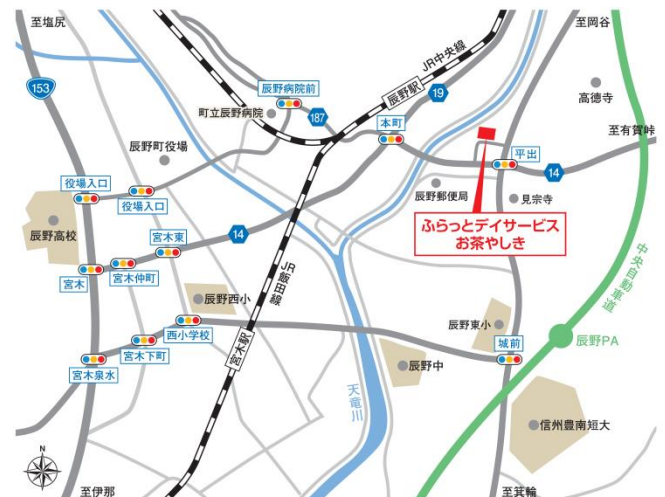 至塩尻
至岡谷
JR中央線
153
辰野病院前
辰野駅
19
高徳寺
町立辰野病院
187
本町
至有賀峠
辰野町役場
平出
14
役場入口
役場入口
辰野郵便局
見宗寺
辰野高校
宮木東
14
ふらっとデイサービス
お茶やしき
宮木
宮木仲町
JR飯田線
中央自動車道
辰野西小
西小学校
辰野東小
宮木駅
辰野PA
宮木下町
城前
宮木泉水
辰野中
天竜川
信州豊南短大
N
至伊那
至箕輪